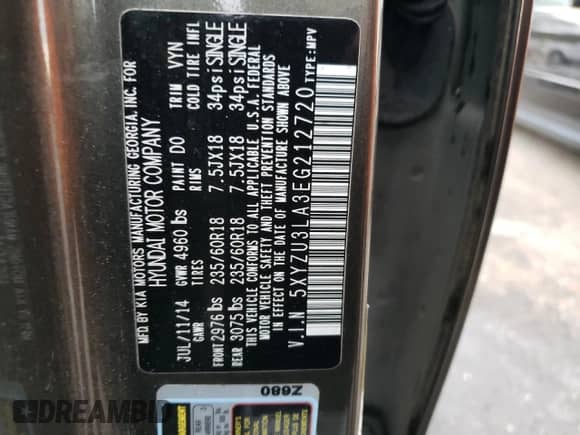 MFD. BY KIA MOTORS MANUFACTURING GEORGIA, INC. FOR
HYUNDAI MOTOR COMPANY
JUL/11/14 PAINT DO TRIM VYN
GVWR 4960 lbs
GAWR TIRES RIMS COLD TIRE INFL
FRONT 2976 lbs 235/60R18 7.5JX18 34psi SINGLE
REAR 3075 lbs 235/60R18 7.5JX18 34psi SINGLE
THIS VEHICLE CONFORMS TO ALL APPLICABLE U.S.A. FEDERAL
MOTOR VEHICLE SAFETY AND THEFT PREVENTION STANDARDS
IN EFFECT ON THE DATE OF MANUFACTURE SHOWN ABOVE
V.I.N 5XYZU3LA3EG212720 TYPE:MPV
Z680
DREAMBID